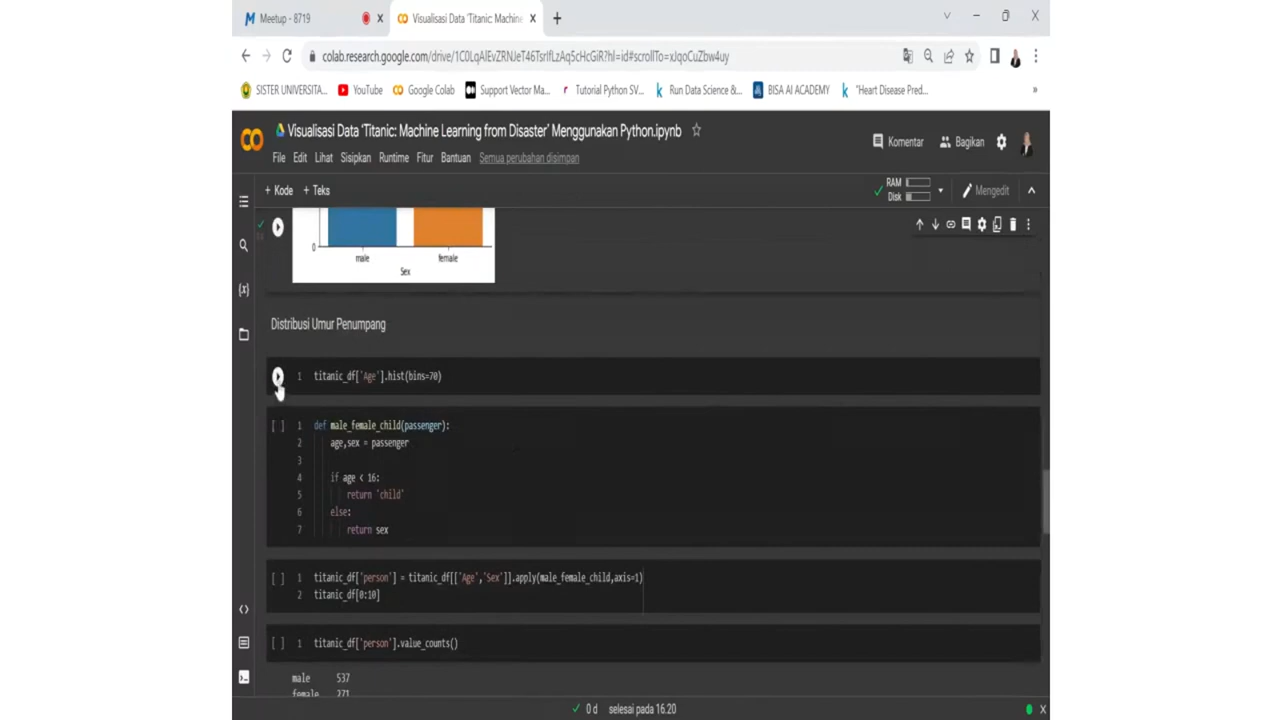 Meetup - 8719
Visualisasi Data 'Titanic: Machine
colab.research.google.com/drive/1C0LqAlEvZRNJeT46TsrIfLzAq5cHcGiR?hl=id#scrollTo=xJqoCuZbw4uy
SISTER UNIVERSITA... YouTube Google Colab Support Vector Ma... Tutorial Python SV... Run Data Science &... BISA AI ACADEMY "Heart Disease Pred... »
Visualisasi Data 'Titanic: Machine Learning from Disaster' Menggunakan Python.ipynb
Komentar Bagikan
File Edit Lihat Sisipkan Runtime Fitur Bantuan Semua perubahan disimpan
+ Kode + Teks
RAM
Disk
Mengedit
0
male female
Sex
Distribusi Umur Penumpang
1 titanic_df['Age'].hist(bins=70)
[ ] 1 def male_female_child(passenger):
2 age,sex = passenger
3
4 if age < 16:
5 return 'child'
6 else:
7 return sex
[ ] 1 titanic_df['person'] = titanic_df[['Age','Sex']].apply(male_female_child,axis=1)
2 titanic_df[0:10]
[ ] 1 titanic_df['person'].value_counts()
male 537
female 271
0 d selesai pada 16.20